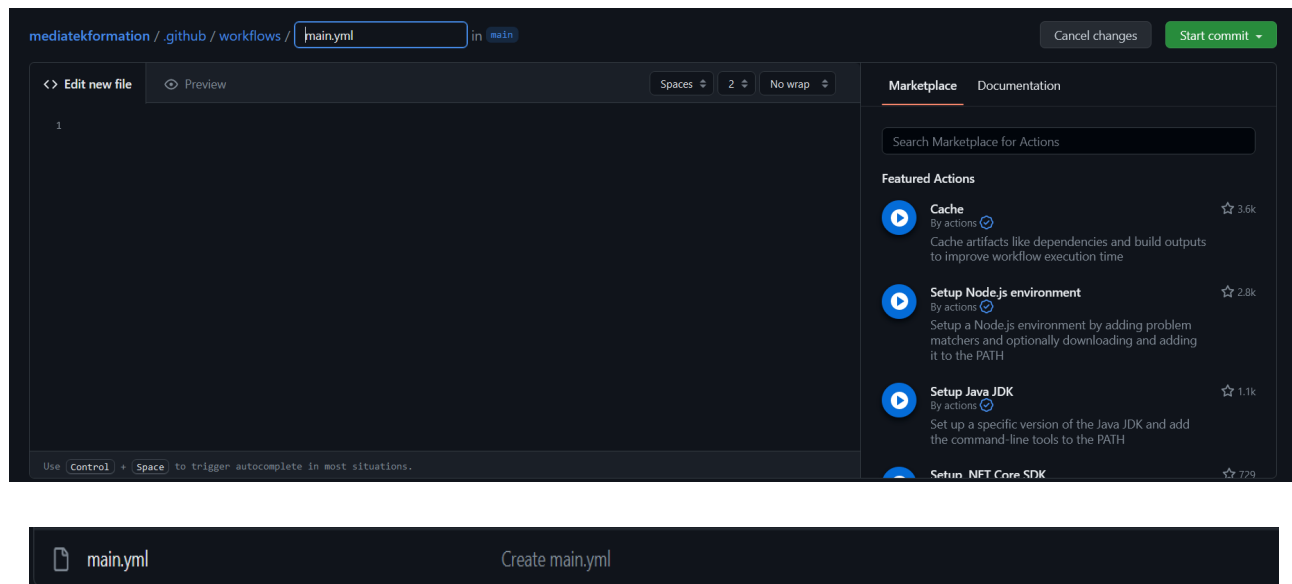 mediatekformation / .github / workflows / main.yml in main
Cancel changes
Start commit
<> Edit new file
Preview
Spaces
2
No wrap
1
Use Control + Space to trigger autocomplete in most situations.
Marketplace
Documentation
Search Marketplace for Actions
Featured Actions
Cache
3.6k
By actions
Cache artifacts like dependencies and build outputs
to improve workflow execution time
Setup Node.js environment
2.8k
By actions
Setup a Node.js environment by adding problem
matchers and optionally downloading and adding
it to the PATH
Setup Java JDK
1.1k
By actions
Set up a specific version of the Java JDK and add
the command-line tools to the PATH
Setup .NET Core SDK
729
main.yml
Create main.yml